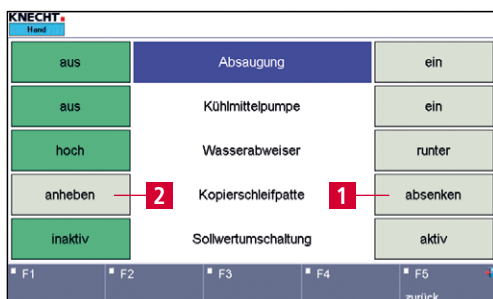 KNECHT
Hand
aus Absaugung ein
aus Kühlmittelpumpe ein
hoch Wasserabweiser runter
anheben 2 Kopierschleifpatte 1 absenken
inaktiv Sollwertumschaltung aktiv
F1 F2 F3 F4 F5
zurück